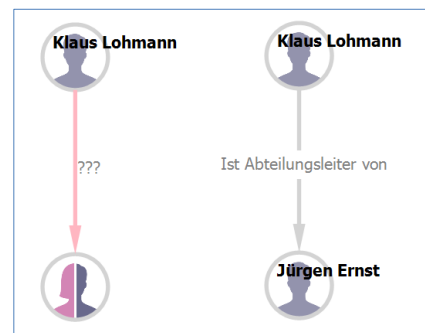 Klaus Lohmann
Klaus Lohmann
???
Ist Abteilungsleiter von
Jürgen Ernst